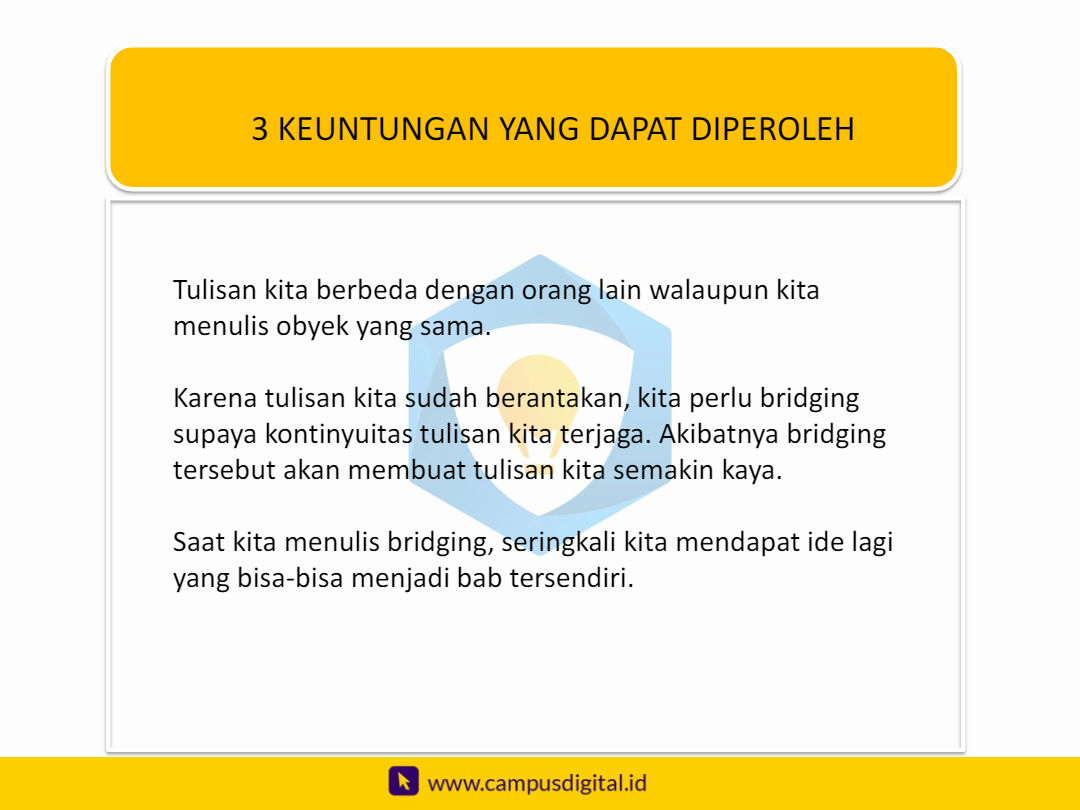 3 KEUNTUNGAN YANG DAPAT DIPEROLEH
Tulisan kita berbeda dengan orang lain walaupun kita
menulis obyek yang sama.
Karena tulisan kita sudah berantakan, kita perlu bridging
supaya kontinyuitas tulisan kita terjaga. Akibatnya bridging
tersebut akan membuat tulisan kita semakin kaya.
Saat kita menulis bridging, seringkali kita mendapat ide lagi
yang bisa-bisa menjadi bab tersendiri.
www.campusdigital.id